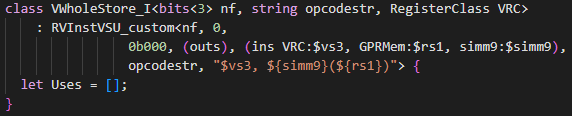 class VWholeStore_I<bits<3> nf, string opcodestr, RegisterClass VRC>
    : RVInstVSU_custom<nf, 0,
                0b000, (outs), (ins VRC:$vs3, GPRMem:$rs1, simm9:$simm9),
                opcodestr, "$vs3, ${simm9}(${rs1})"> {
  let Uses = [];
}